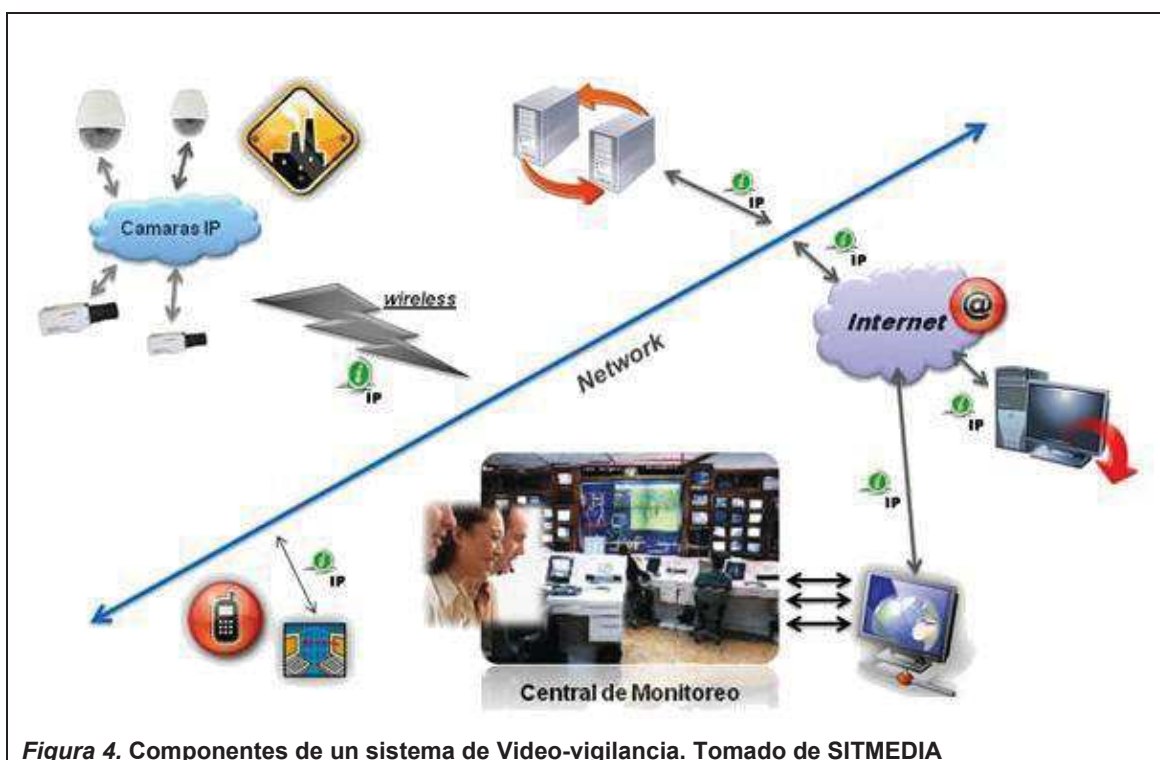 Camaras IP
wireless
IP
Network
IP
IP
IP
Internet
@
IP
IP
IP
Central de Monitoreo
Figura 4. Componentes de un sistema de Video-vigilancia. Tomado de SITMEDIA